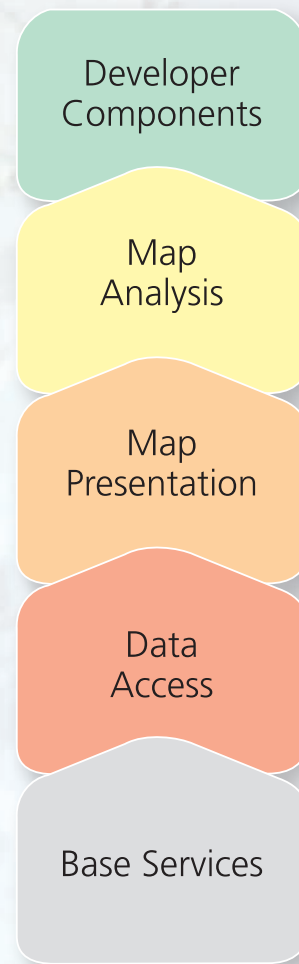 Developer
Components
Map
Analysis
Map
Presentation
Data
Access
Base Services